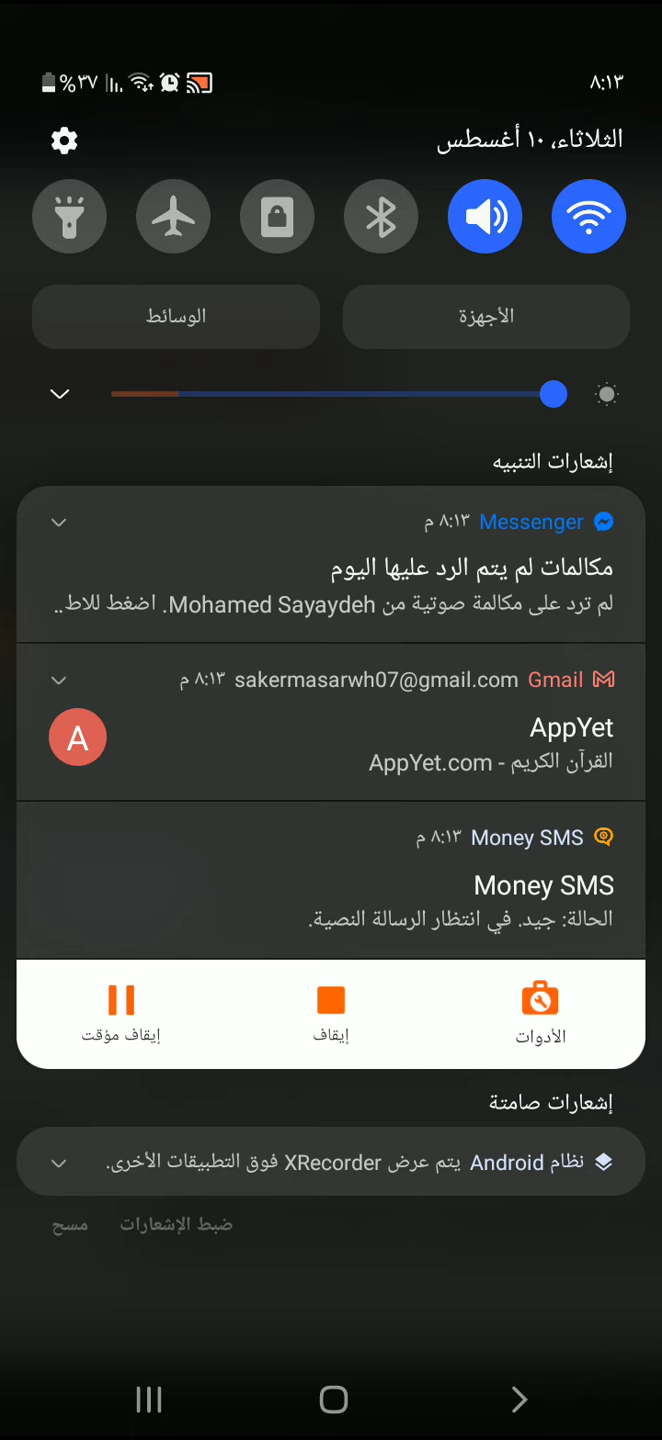 ٨:١٣ %٣٧
الثلاثاء، ١٠ أغسطس
الأجهزة
الوسائط
إشعارات التنبيه
Messenger ٨:١٣ م
مكالمات لم يتم الرد عليها اليوم
لم ترد على مكالمة صوتية من Mohamed Sayaydeh. اضغط للاط..
Gmail sakermasarwh07@gmail.com ٨:١٣ م
AppYet
A
القرآن الكريم - AppYet.com
Money SMS ٨:١٣ م
Money SMS
الحالة: جيد. في انتظار الرسالة النصية.
الأدوات
إيقاف
إيقاف مؤقت
إشعارات صامتة
نظام Android يتم عرض XRecorder فوق التطبيقات الأخرى.
ضبط الإشعارات
مسح